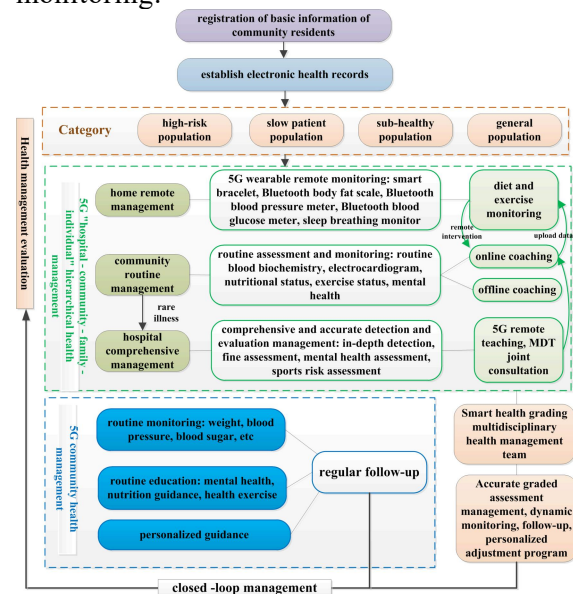 monitoring.
registration of basic information of
community residents
establish electronic health records
Category
high-risk
population
slow patient
population
sub-healthy
population
general
population
Health management evaluation
5G "hospital - community - family -
individual" hierarchical health
management
home remote
management
5G wearable remote monitoring: smart
bracelet, Bluetooth body fat scale, Bluetooth
blood pressure meter, Bluetooth blood
glucose meter, sleep breathing monitor
diet and
exercise
monitoring
remote
intervention
upload data
community
routine
management
routine assessment and monitoring: routine
blood biochemistry, electrocardiogram,
nutritional status, exercise status, mental
health
online coaching
offline coaching
rare
illness
hospital
comprehensive
management
comprehensive and accurate detection and
evaluation management: in-depth detection,
fine assessment, mental health assessment,
sports risk assessment
5G remote
teaching, MDT
joint
consultation
5G community health
management
routine monitoring: weight, blood
pressure, blood sugar, etc
routine education: mental health,
nutrition guidance, health exercise
personalized guidance
regular follow-up
Smart health grading
multidisciplinary
health management
team
Accurate graded
assessment
management, dynamic
monitoring, follow-up,
personalized
adjustment program
closed -loop management